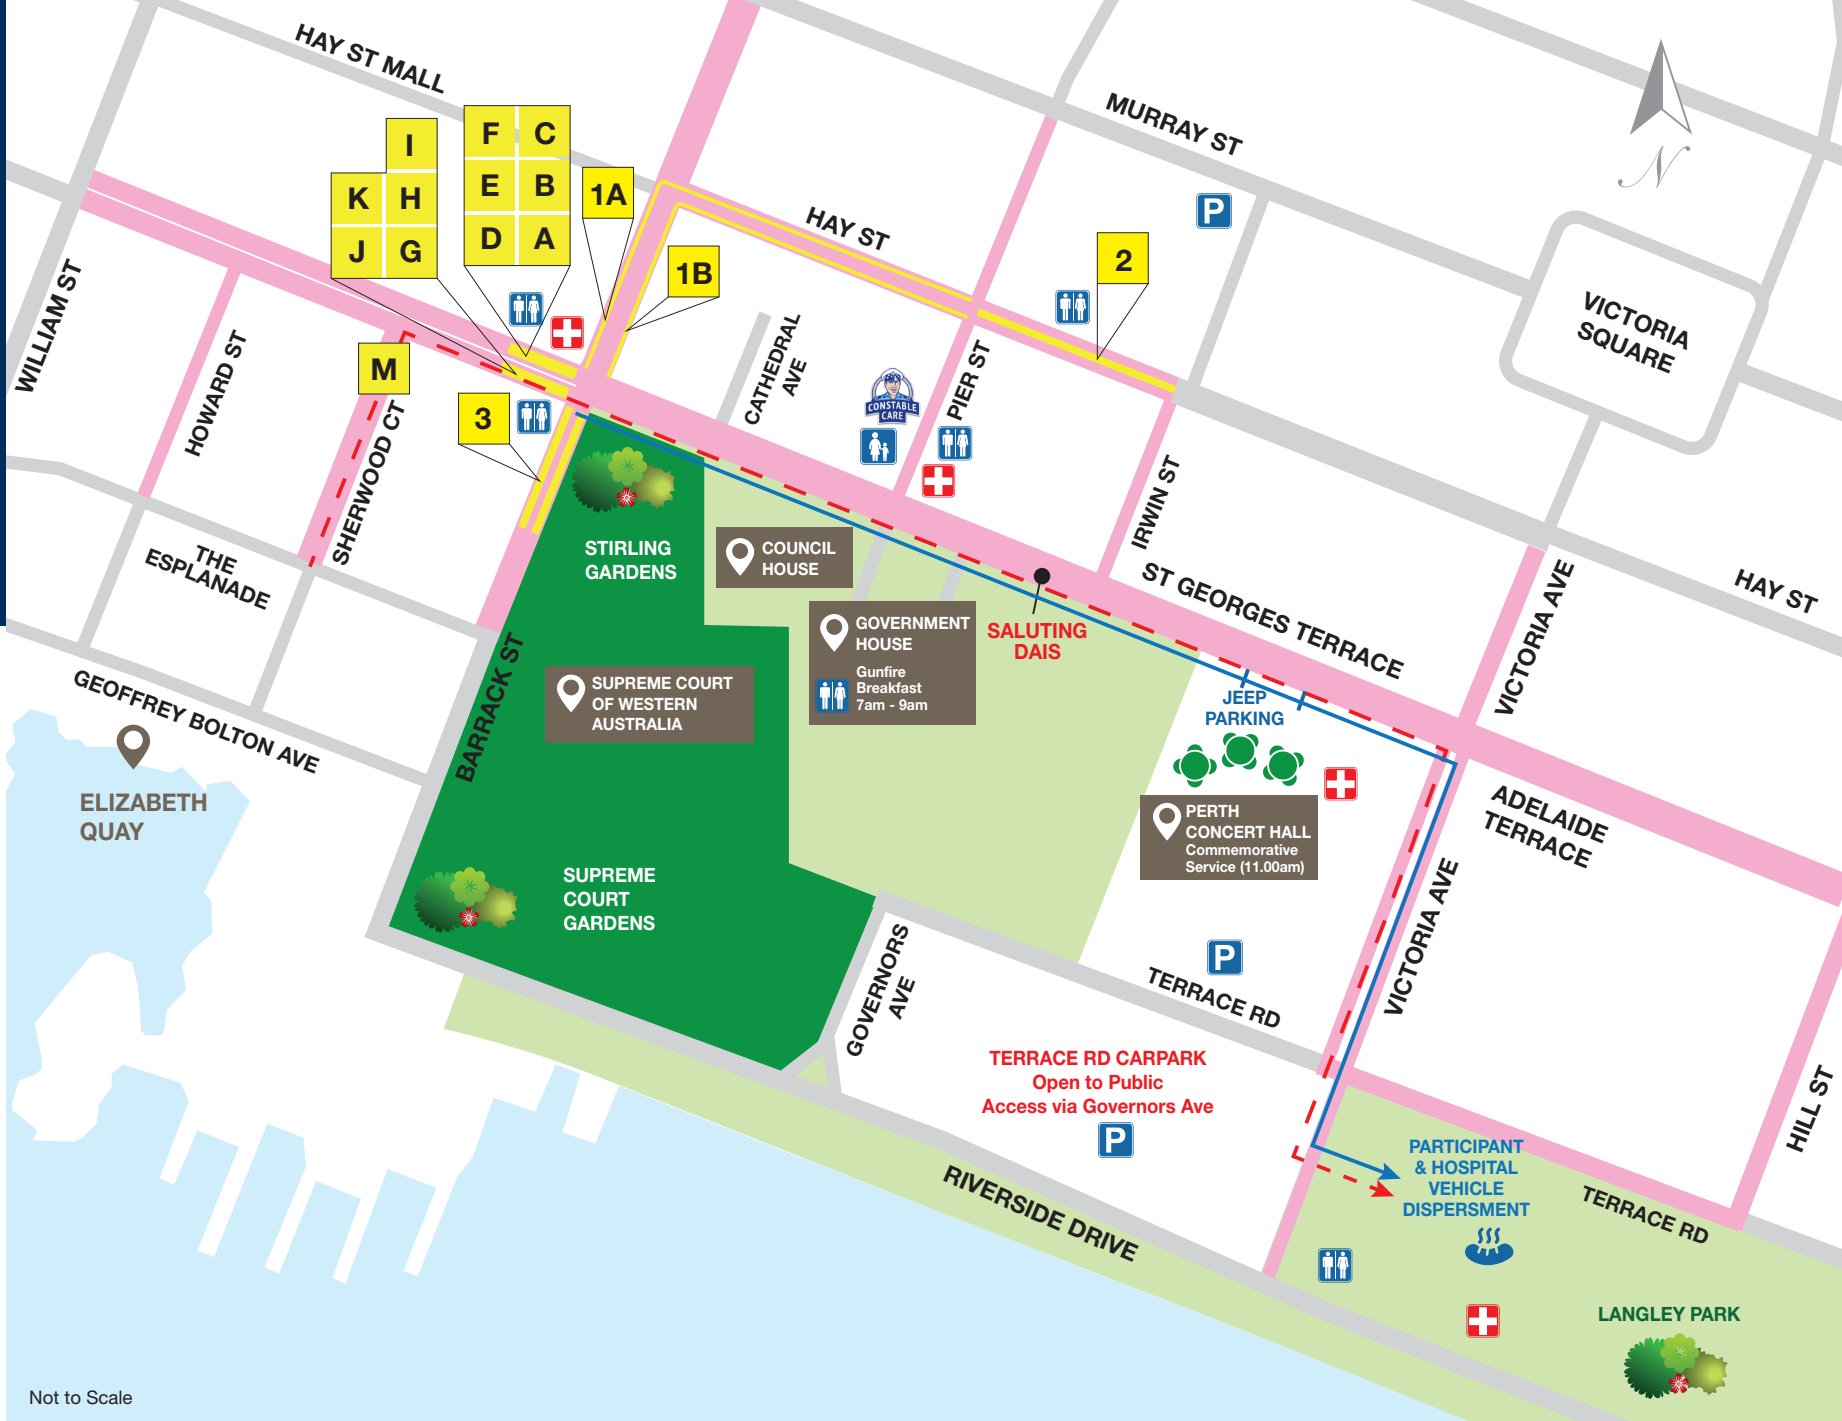 HAY ST MALL
MURRAY ST
I
K H
J G
F C
E B
D A
1A
1B
HAY ST
2
P
N
VICTORIA
SQUARE
WILLIAM ST
HOWARD ST
M
SHERWOOD CT
3
CATHEDRAL
AVE
CONSTABLE
CARE
PIER ST
IRWIN ST
THE
ESPLANADE
STIRLING
GARDENS
COUNCIL
HOUSE
GOVERNMENT
HOUSE
Gunfire
Breakfast
7am - 9am
SALUTING
DAIS
ST GEORGES TERRACE
VICTORIA AVE
HAY ST
GEOFFREY BOLTON AVE
BARRACK ST
SUPREME COURT
OF WESTERN
AUSTRALIA
JEEP
PARKING
ELIZABETH
QUAY
PERTH
CONCERT HALL
Commemorative
Service (11.00am)
ADELAIDE
TERRACE
SUPREME
COURT
GARDENS
VICTORIA AVE
GOVERNORS
AVE
P
TERRACE RD
TERRACE RD CARPARK
Open to Public
Access via Governors Ave
P
HILL ST
PARTICIPANT
& HOSPITAL
VEHICLE
DISPERSMENT
RIVERSIDE DRIVE
TERRACE RD
LANGLEY PARK
Not to Scale